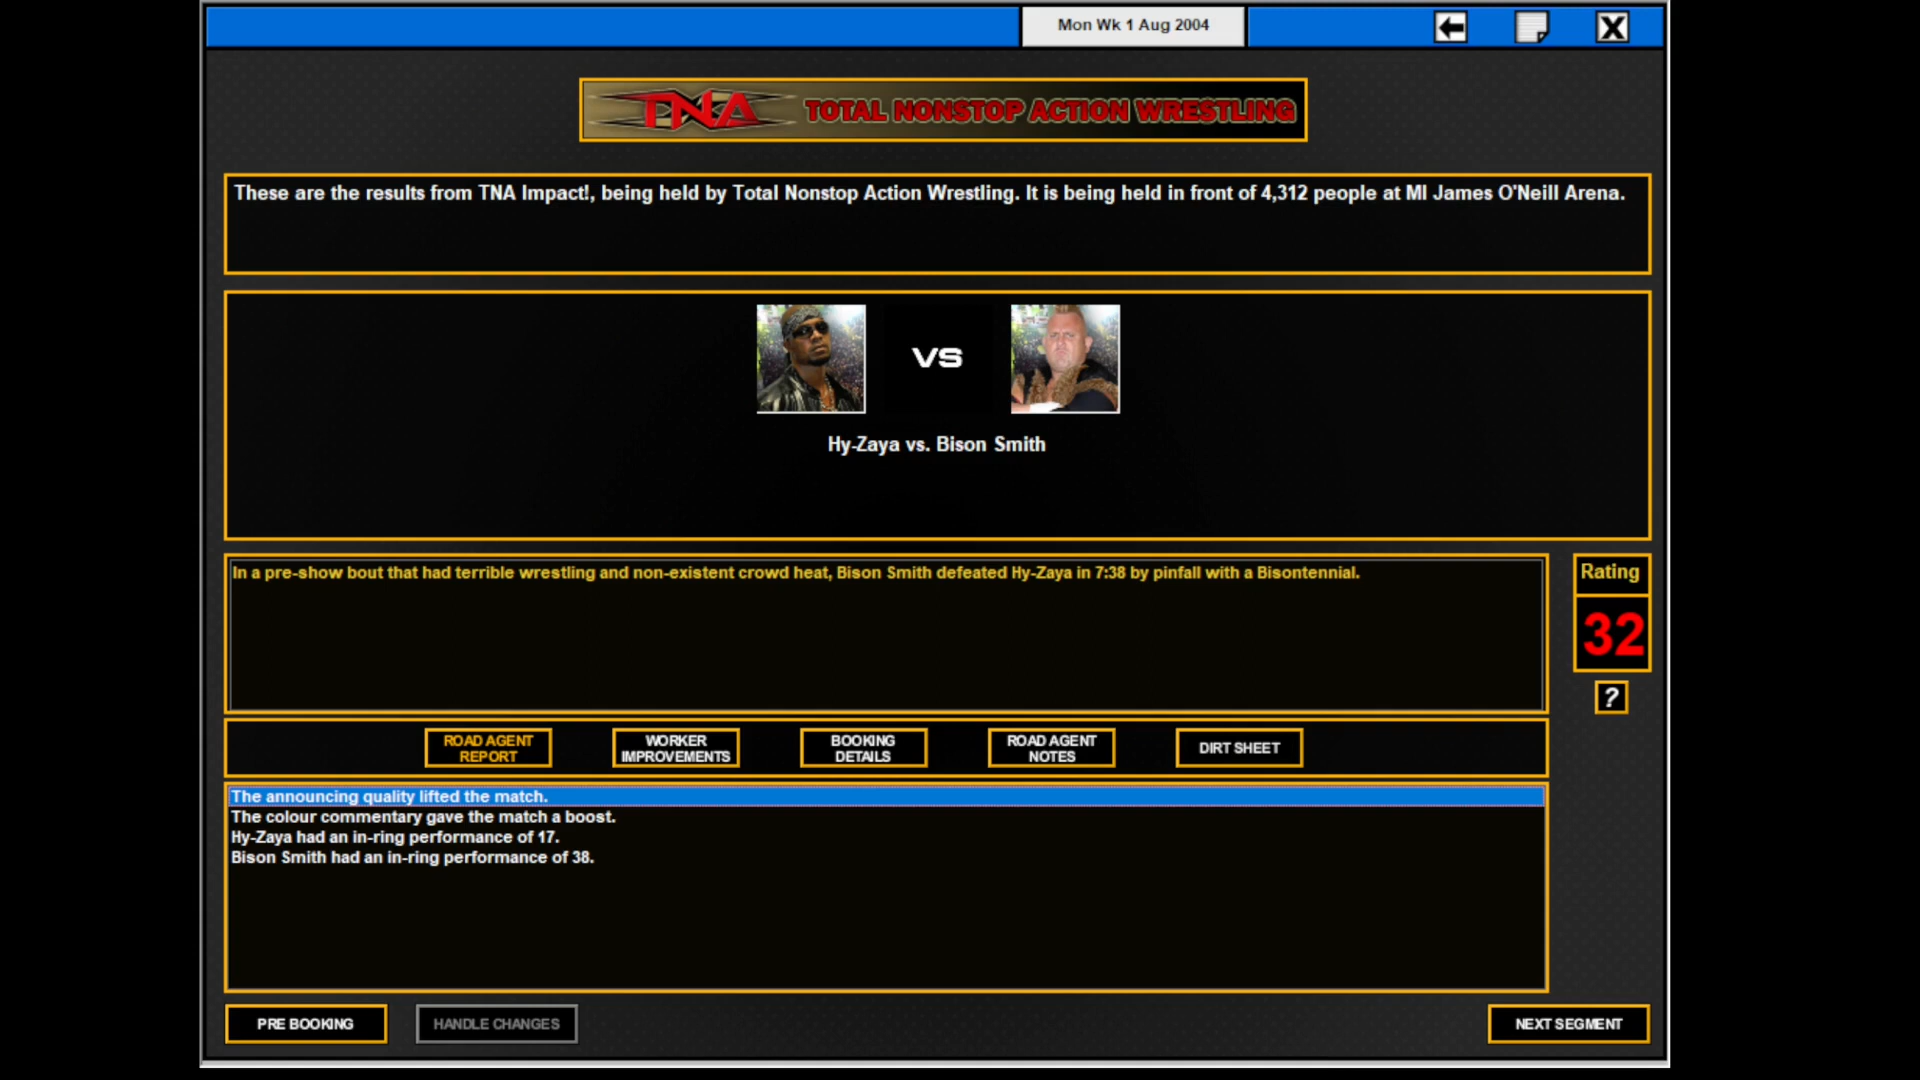 Mon Wk 1 Aug 2004
TNA TOTAL NONSTOP ACTION WRESTLING
These are the results from TNA Impact!, being held by Total Nonstop Action Wrestling. It is being held in front of 4,312 people at MI James O'Neill Arena.
VS
Hy-Zaya vs. Bison Smith
In a pre-show bout that had terrible wrestling and non-existent crowd heat, Bison Smith defeated Hy-Zaya in 7:38 by pinfall with a Bisontennial.
Rating
32
?
ROAD AGENT
REPORT
WORKER
IMPROVEMENTS
BOOKING
DETAILS
ROAD AGENT
NOTES
DIRT SHEET
The announcing quality lifted the match.
The colour commentary gave the match a boost.
Hy-Zaya had an in-ring performance of 17.
Bison Smith had an in-ring performance of 38.
PRE BOOKING
HANDLE CHANGES
NEXT SEGMENT